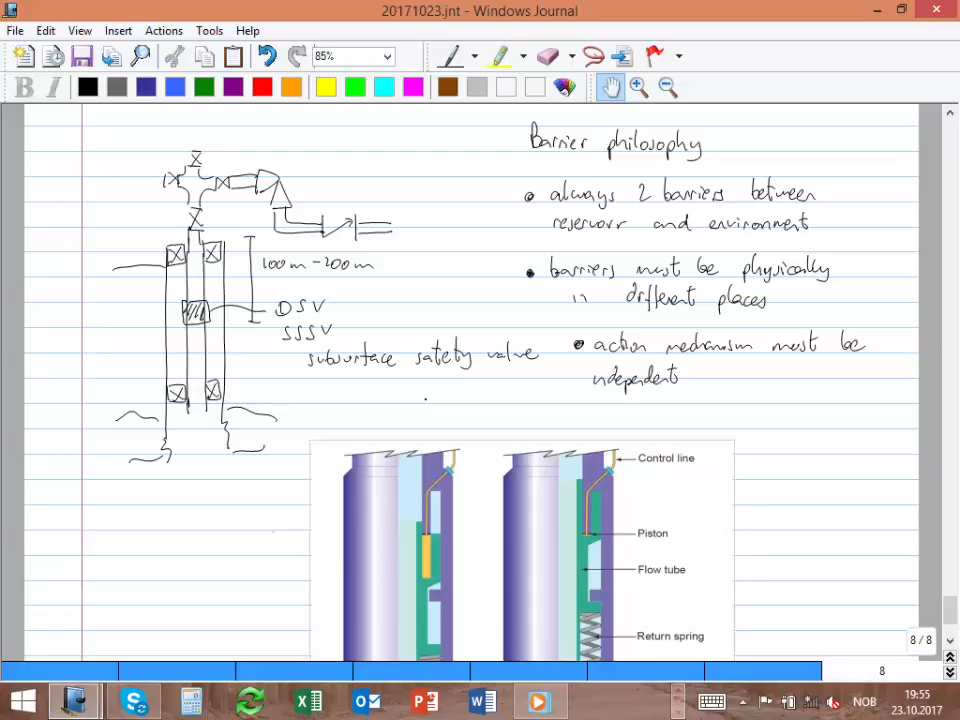 20171023.jnt - Windows Journal
File Edit View Insert Actions Tools Help
85%
B I
Barrier philosophy
• always 2 barriers between
reservoir and environment
• barriers must be physically
in different places
• action mechanism must be
independent
100m - 200m
DSV
SSSV
subsurface safety valve
Control line
Piston
Flow tube
Return spring
8 / 8
8
NOB
19:55
23.10.2017